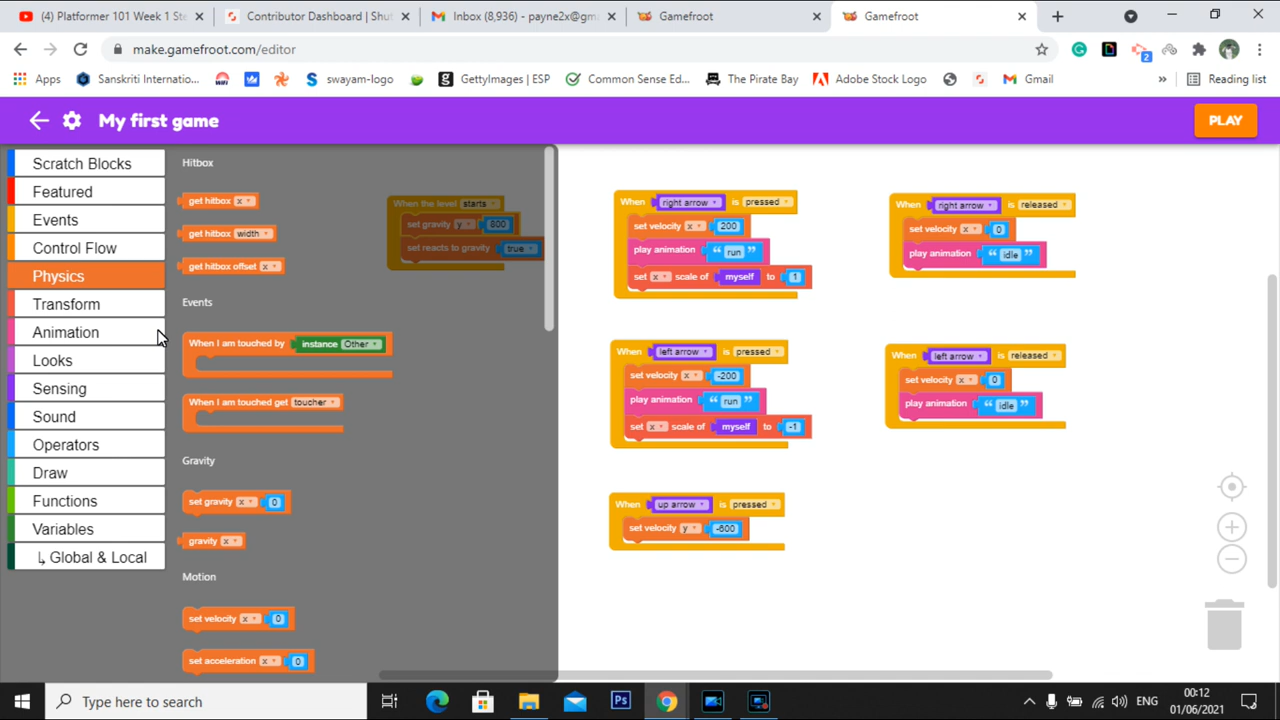 (4) Platformer 101 Week 1 Ste
Contributor Dashboard | Shut
Inbox (8,936) - payne2x@gm
Gamefroot
Gamefroot
make.gamefroot.com/editor
Apps
Sanskriti Internatio...
swayam-logo
GettyImages | ESP
Common Sense Ed...
The Pirate Bay
Adobe Stock Logo
Gmail
»
Reading list
My first game
PLAY
Scratch Blocks
Featured
Events
Control Flow
Physics
Transform
Animation
Looks
Sensing
Sound
Operators
Draw
Functions
Variables
↳ Global & Local
Hitbox
get hitbox x
get hitbox width
get hitbox offset x
Events
When I am touched by instance Other
When I am touched get toucher
Gravity
set gravity x 0
gravity x
Motion
set velocity x 0
set acceleration x 0
When the level starts
set gravity y 800
set reacts to gravity true
When right arrow is pressed
set velocity x 200
play animation “ run ”
set x scale of myself to 1
When right arrow is released
set velocity x 0
play animation “ idle ”
When left arrow is pressed
set velocity x -200
play animation “ run ”
set x scale of myself to -1
When left arrow is released
set velocity x 0
play animation “ idle ”
When up arrow is pressed
set velocity y -600
Type here to search
ENG
00:12
01/06/2021